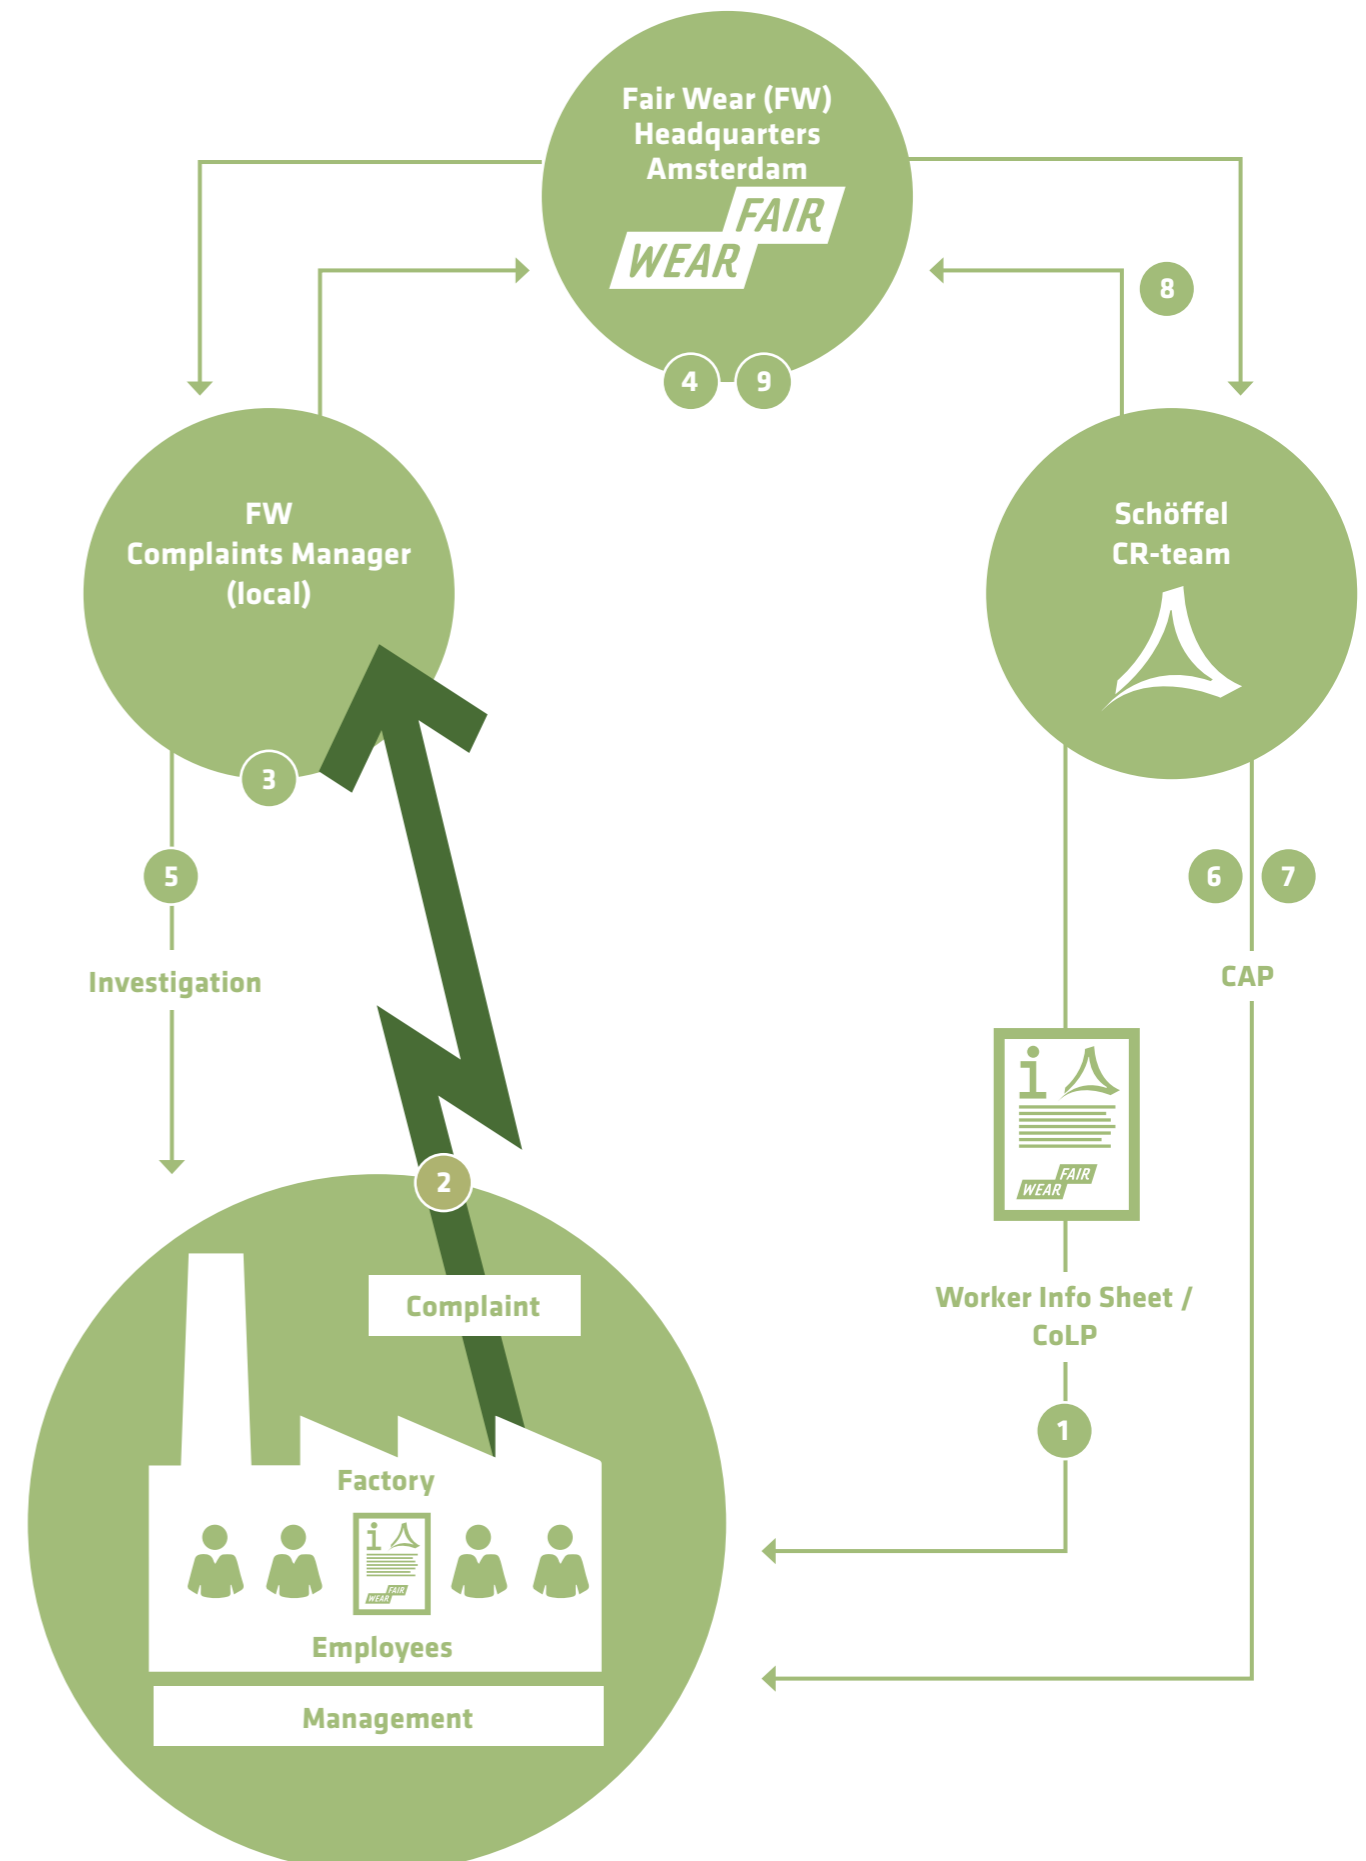 Fair Wear (FW)
Headquarters
Amsterdam
FAIR
WEAR
8
4
9
FW
Complaints Manager
(local)
Schöffel
CR-team
3
5
6
7
Investigation
CAP
i
FAIR
WEAR
2
Worker Info Sheet /
CoLP
Complaint
1
Factory
i
FAIR
WEAR
Employees
Management